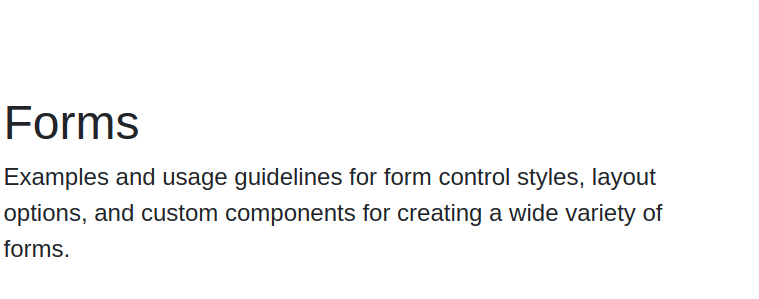 Forms
Examples and usage guidelines for form control styles, layout
options, and custom components for creating a wide variety of
forms.